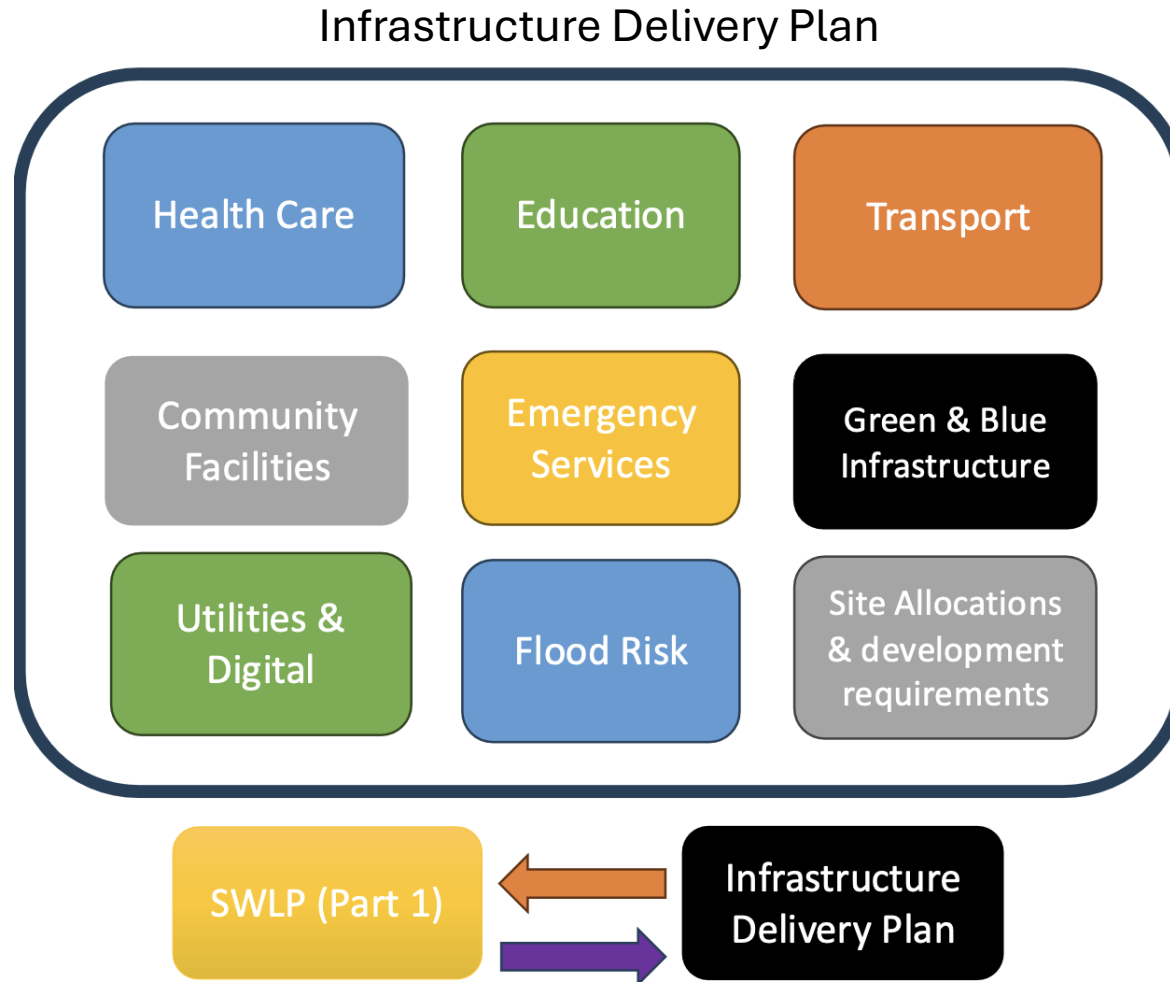 Infrastructure Delivery Plan
Health Care
Education
Transport
Community
Facilities
Emergency
Services
Green & Blue
Infrastructure
Utilities &
Digital
Flood Risk
Site Allocations
& development
requirements
SWLP (Part 1)
Infrastructure
Delivery Plan